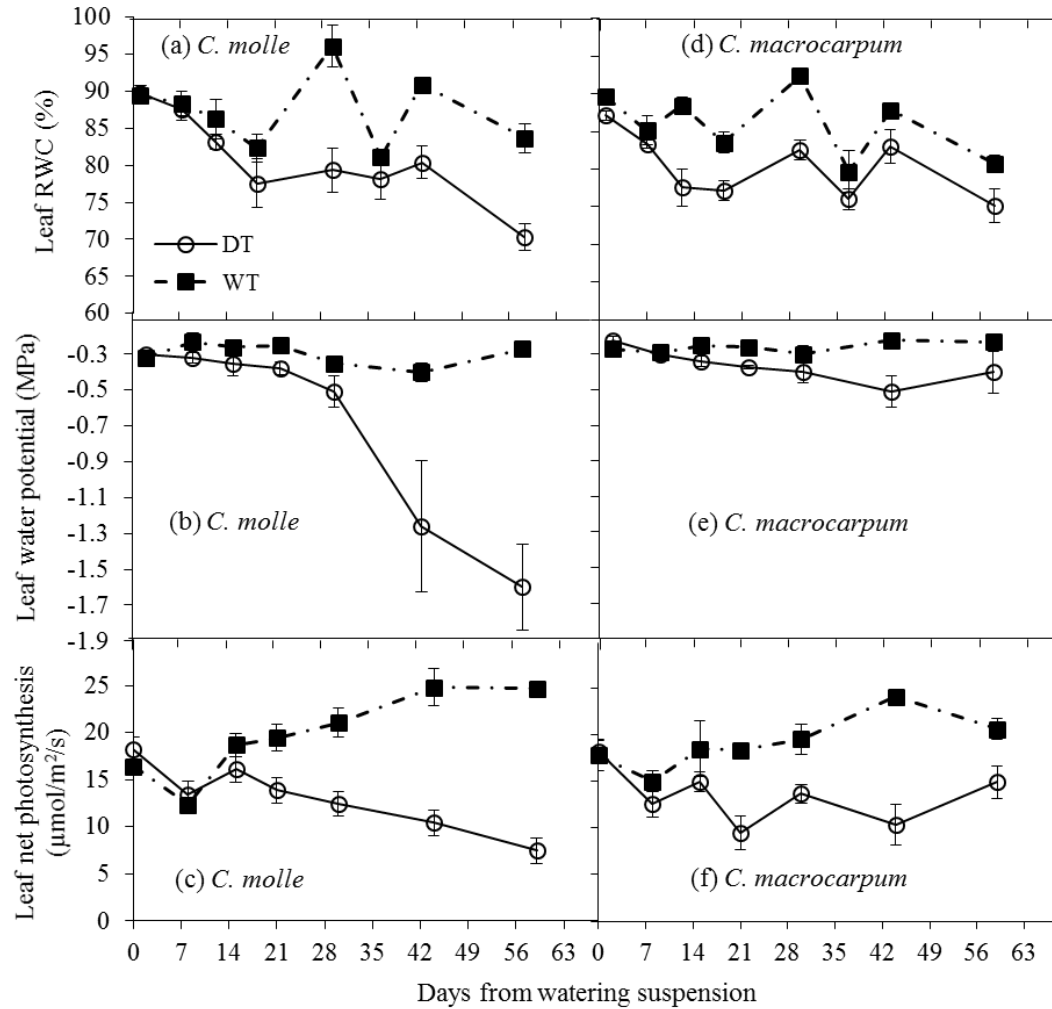 100
95
90
85
80
75
70
65
60
Leaf RWC (%)
(a) C. molle
DT
WT
(d) C. macrocarpum
-0.3
-0.5
-0.7
-0.9
-1.1
-1.3
-1.5
-1.7
-1.9
Leaf water potential (MPa)
(b) C. molle
(e) C. macrocarpum
25
20
15
10
5
0
Leaf net photosynthesis
(µmol/m²/s)
(c) C. molle
(f) C. macrocarpum
0 7 14 21 28 35 42 49 56 63
0 7 14 21 28 35 42 49 56 63
Days from watering suspension